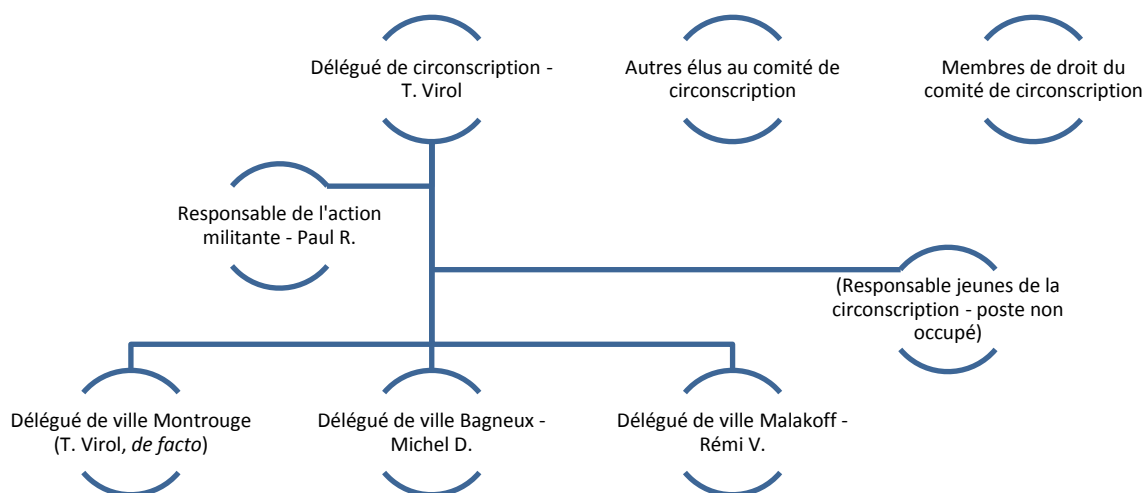 Délégué de circonscription -
T. Virol
Autres élus au comité de
circonscription
Membres de droit du
comité de circonscription
Responsable de l'action
militante - Paul R.
(Responsable jeunes de la
circonscription - poste non
occupé)
Délégué de ville Montrouge
(T. Virol, de facto)
Délégué de ville Bagneux -
Michel D.
Délégué de ville Malakoff -
Rémi V.